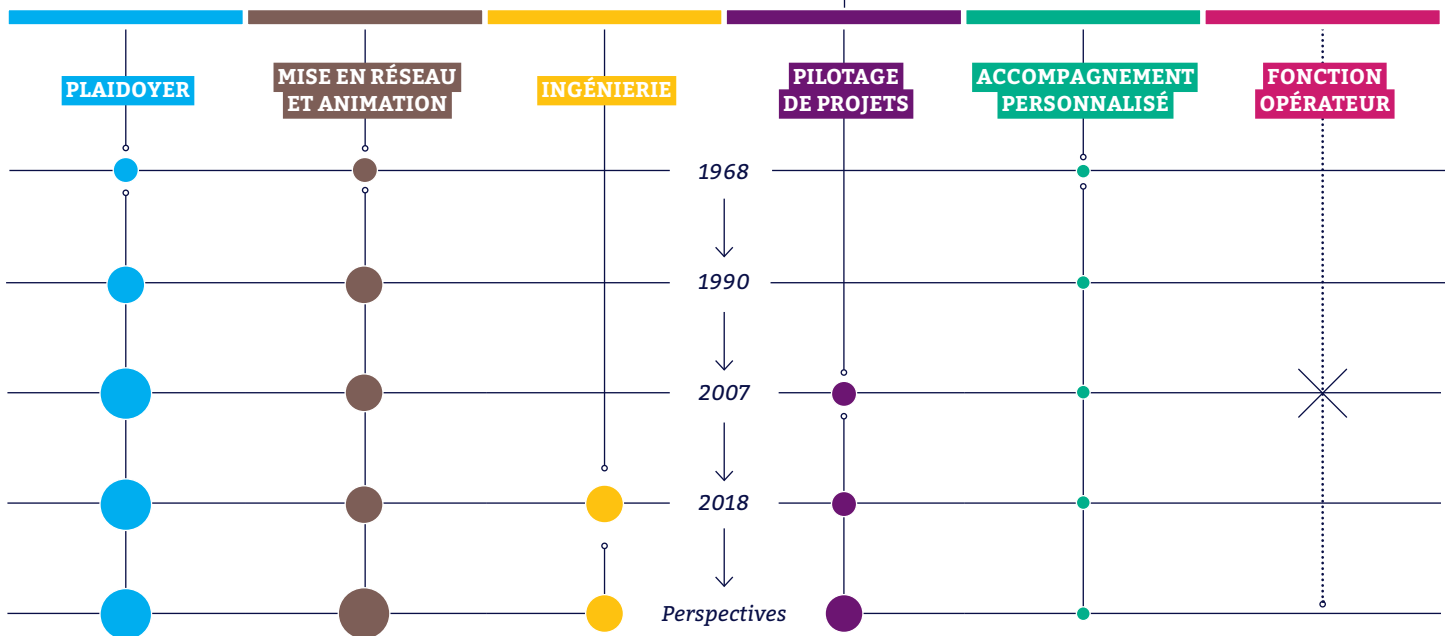 PLAIDOYER
MISE EN RÉSEAU
ET ANIMATION
INGÉNIERIE
PILOTAGE
DE PROJETS
ACCOMPAGNEMENT
PERSONNALISÉ
FONCTION
OPÉRATEUR
1968
1990
2007
2018
Perspectives